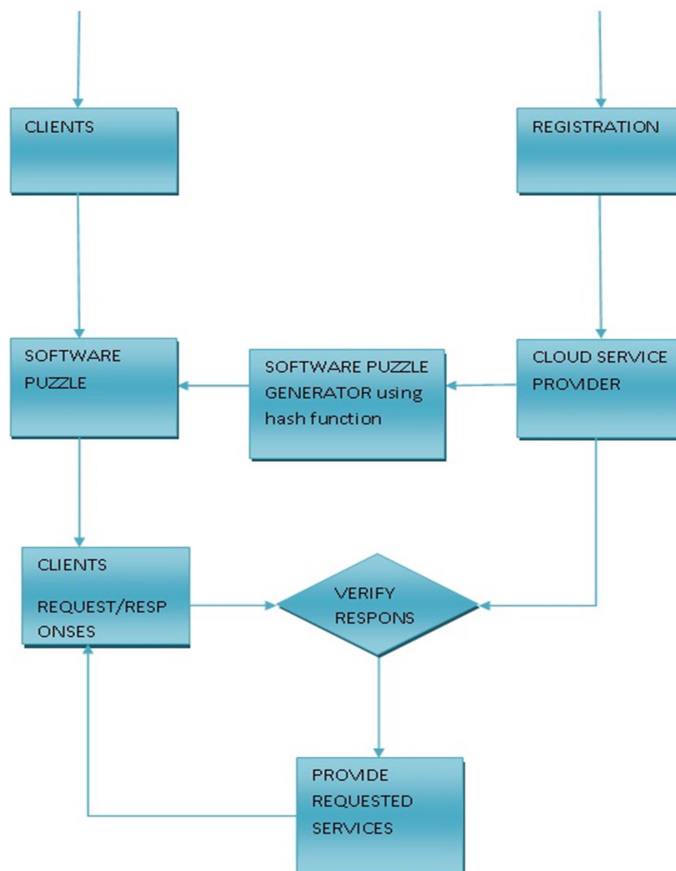 CLIENTS
REGISTRATION
SOFTWARE
PUZZLE
SOFTWARE PUZZLE
GENERATOR using
hash function
CLOUD SERVICE
PROVIDER
CLIENTS
REQUEST/RESP
ONSES
VERIFY
RESPONS
PROVIDE
REQUESTED
SERVICES